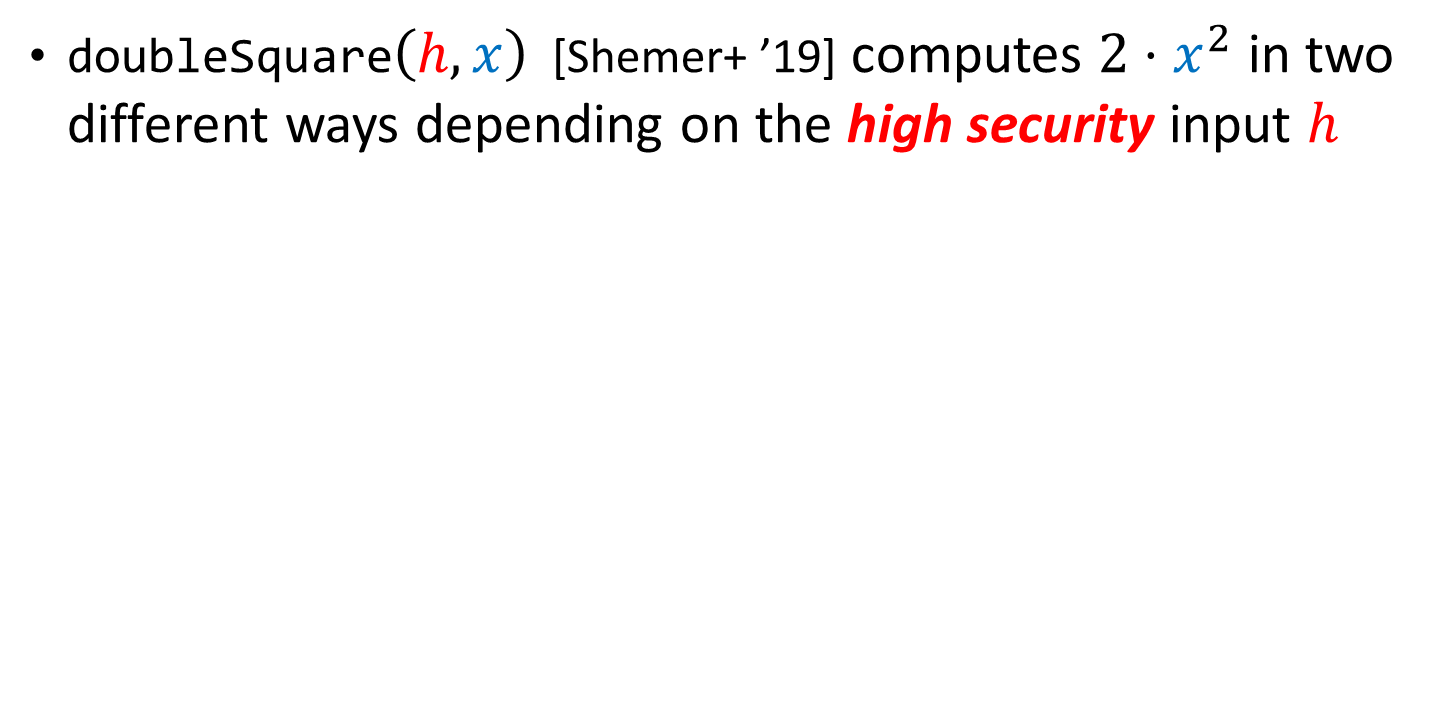 • doubleSquare(h, x) [Shemer+ ’19] computes 2 · x² in two
different ways depending on the high security input h